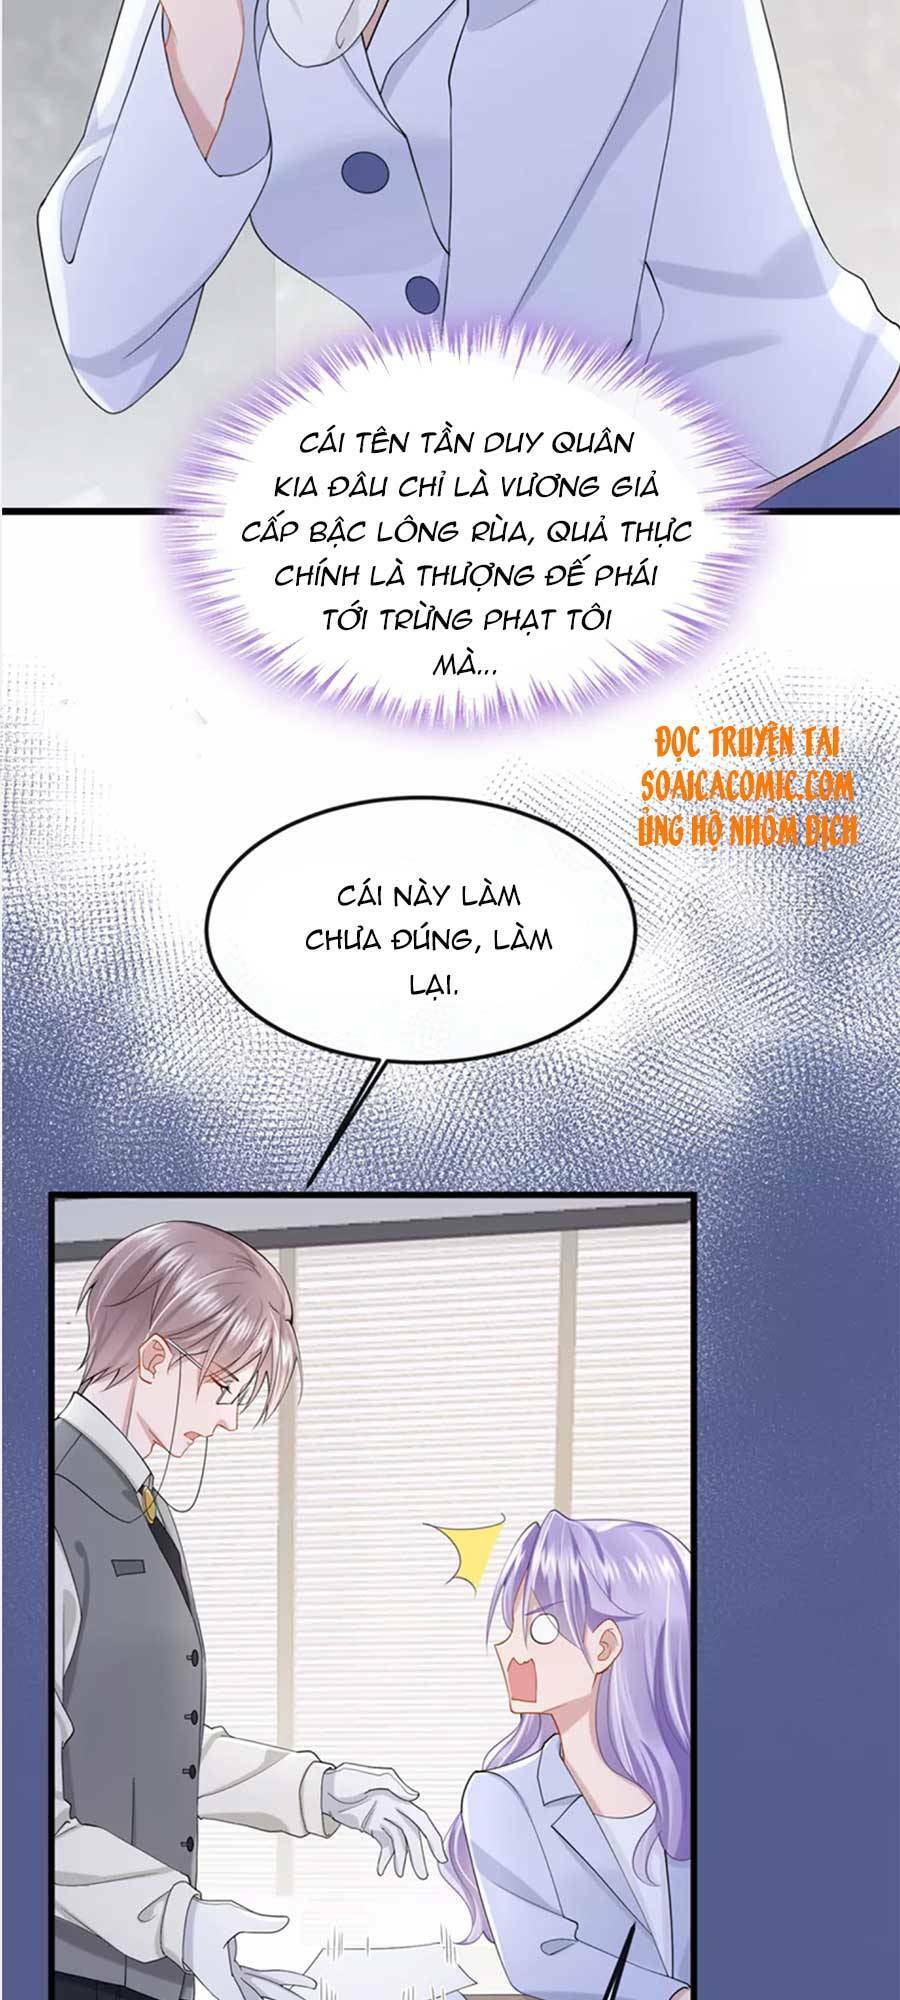 CÁI TÊN TẦN DUY QUÂN
KIA ĐÂU CHỈ LÀ VƯƠNG GIẢ
CẤP BẬC LÔNG RÙA, QUẢ THỰC
CHÍNH LÀ THƯỢNG ĐẾ PHÁI
TỚI TRỪNG PHẠT TÔI
MÀ...
ĐỌC TRUYỆN TẠI
SOAICACOMIC.COM
ỦNG HỘ NHÓM DỊCH
CÁI NÀY LÀM
CHƯA ĐÚNG, LÀM
LẠI.